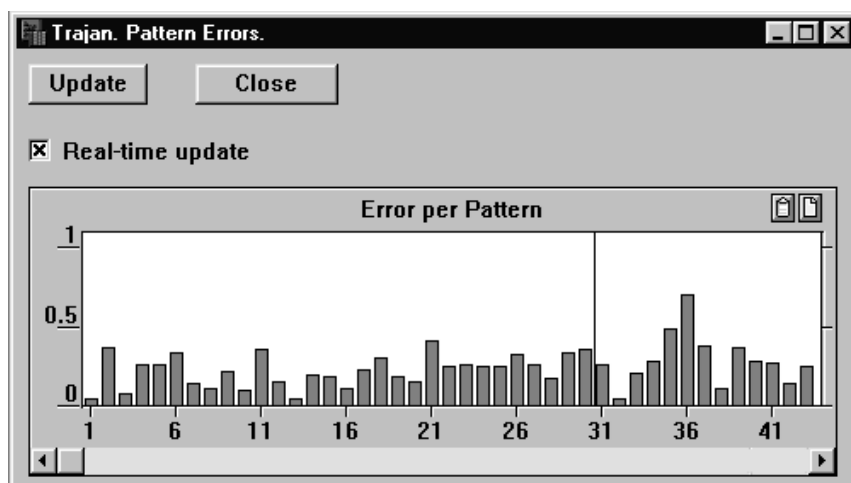 Trajan. Pattern Errors.
Update Close
Real-time update
Error per Pattern
1
0.5
0
1 6 11 16 21 26 31 36 41